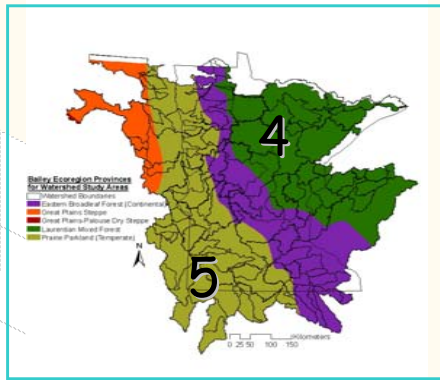 4
Bailey Ecoregion Provinces
for Watershed Study Areas
Watershed Boundaries
Eastern Broadleaf Forest (Continental)
Great Plains Steppe
Great Plains-Palouse Dry Steppe
Laurentian Mixed Forest
Prairie Parkland (Temperate)
N
5
Kilometers
0 25 50 100 150